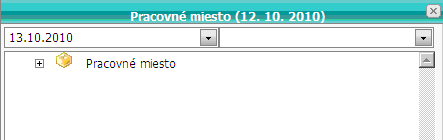 Pracovné miesto (12. 10. 2010)
13.10.2010
Pracovné miesto